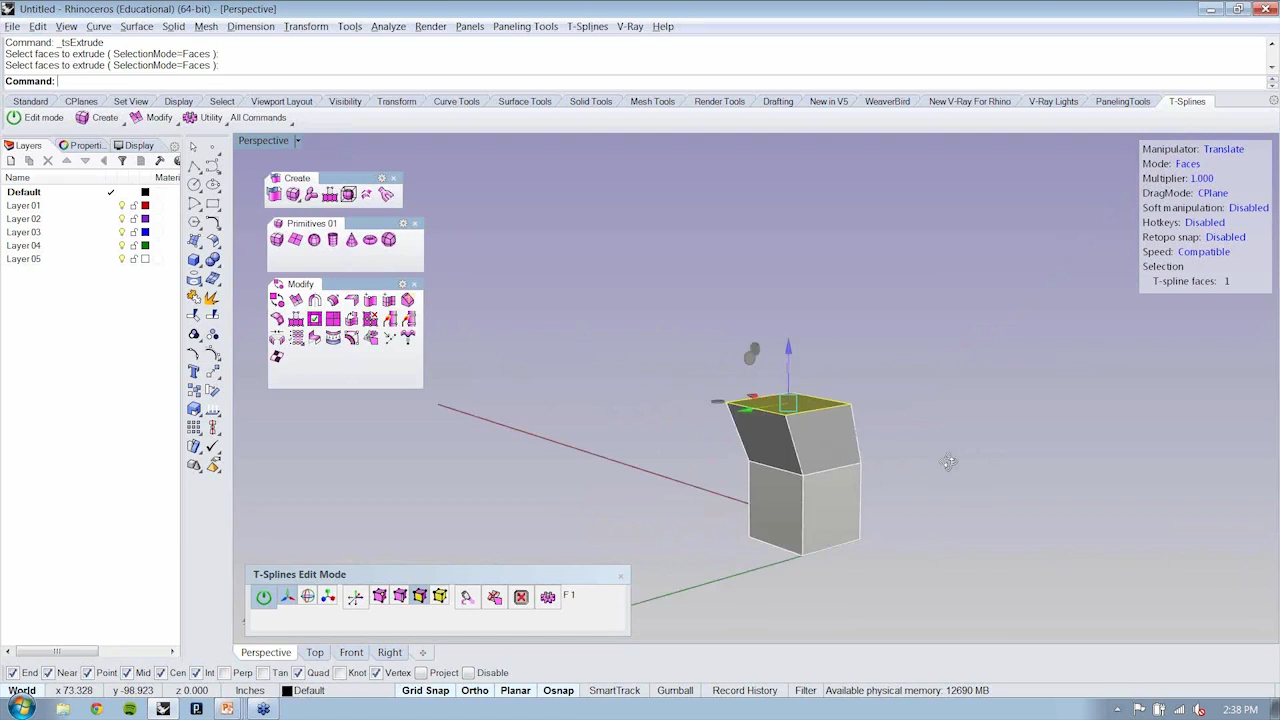 Untitled - Rhinoceros (Educational) (64-bit) - [Perspective]
File Edit View Curve Surface Solid Mesh Dimension Transform Tools Analyze Render Panels Paneling Tools T-Splines V-Ray Help
Command: _tsExtrude
Select faces to extrude ( SelectionMode=Faces ):
Select faces to extrude ( SelectionMode=Faces ):
Command:
Standard CPlanes Set View Display Select Viewport Layout Visibility Transform Curve Tools Surface Tools Solid Tools Mesh Tools Render Tools Drafting New in V5 WeaverBird New V-Ray For Rhino V-Ray Lights PanelingTools T-Splines
Edit mode Create Modify Utility All Commands
Layers Properti... Display
Perspective
Name Materi
Default
Layer 01
Layer 02
Layer 03
Layer 04
Layer 05
Create
Primitives 01
Modify
Manipulator: Translate
Mode: Faces
Multiplier: 1.000
DragMode: CPlane
Soft manipulation: Disabled
Hotkeys: Disabled
Retopo snap: Disabled
Speed: Compatible
Selection
T-spline faces: 1
T-Splines Edit Mode
F 1
Perspective Top Front Right
End Near Point Mid Cen Int Perp Tan Quad Knot Vertex Project Disable
World x 73.328 y -98.923 z 0.000 Inches Default Grid Snap Ortho Planar Osnap SmartTrack Gumball Record History Filter Available physical memory: 12690 MB
2:38 PM